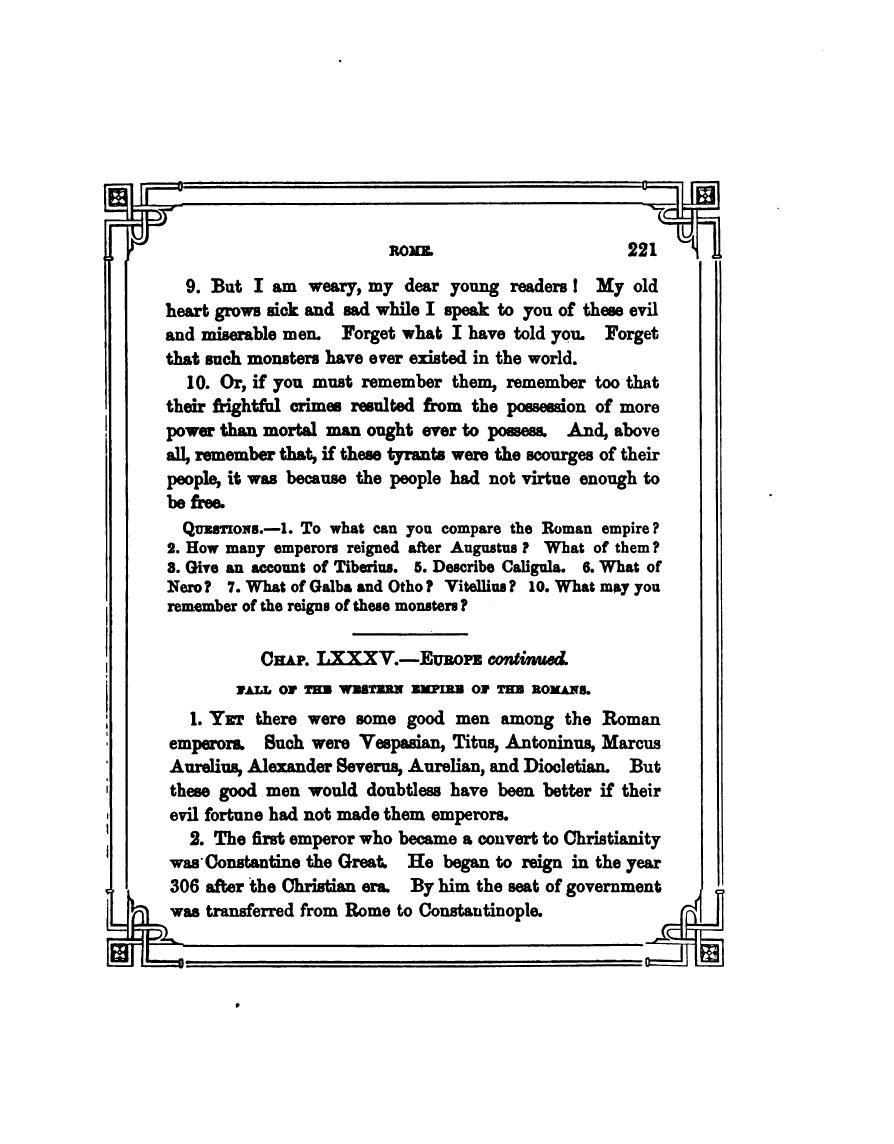 ROME. 221
9. But I am weary, my dear young readers! My old
heart grows sick and sad while I speak to you of these evil
and miserable men. Forget what I have told you. Forget
that such monsters have ever existed in the world.
10. Or, if you must remember them, remember too that
their frightful crimes resulted from the possession of more
power than mortal man ought ever to possess. And, above
all, remember that, if these tyrants were the scourges of their
people, it was because the people had not virtue enough to
be free.
QUESTIONS.—1. To what can you compare the Roman empire?
2. How many emperors reigned after Augustus? What of them?
3. Give an account of Tiberius. 5. Describe Caligula. 6. What of
Nero? 7. What of Galba and Otho? Vitellius? 10. What may you
remember of the reigns of these monsters?
CHAP. LXXXV.—EUROPE continued.
FALL OF THE WESTERN EMPIRE OF THE ROMANS.
1. YET there were some good men among the Roman
emperors. Such were Vespasian, Titus, Antoninus, Marcus
Aurelius, Alexander Severus, Aurelian, and Diocletian. But
these good men would doubtless have been better if their
evil fortune had not made them emperors.
2. The first emperor who became a convert to Christianity
was Constantine the Great. He began to reign in the year
306 after the Christian era. By him the seat of government
was transferred from Rome to Constantinople.